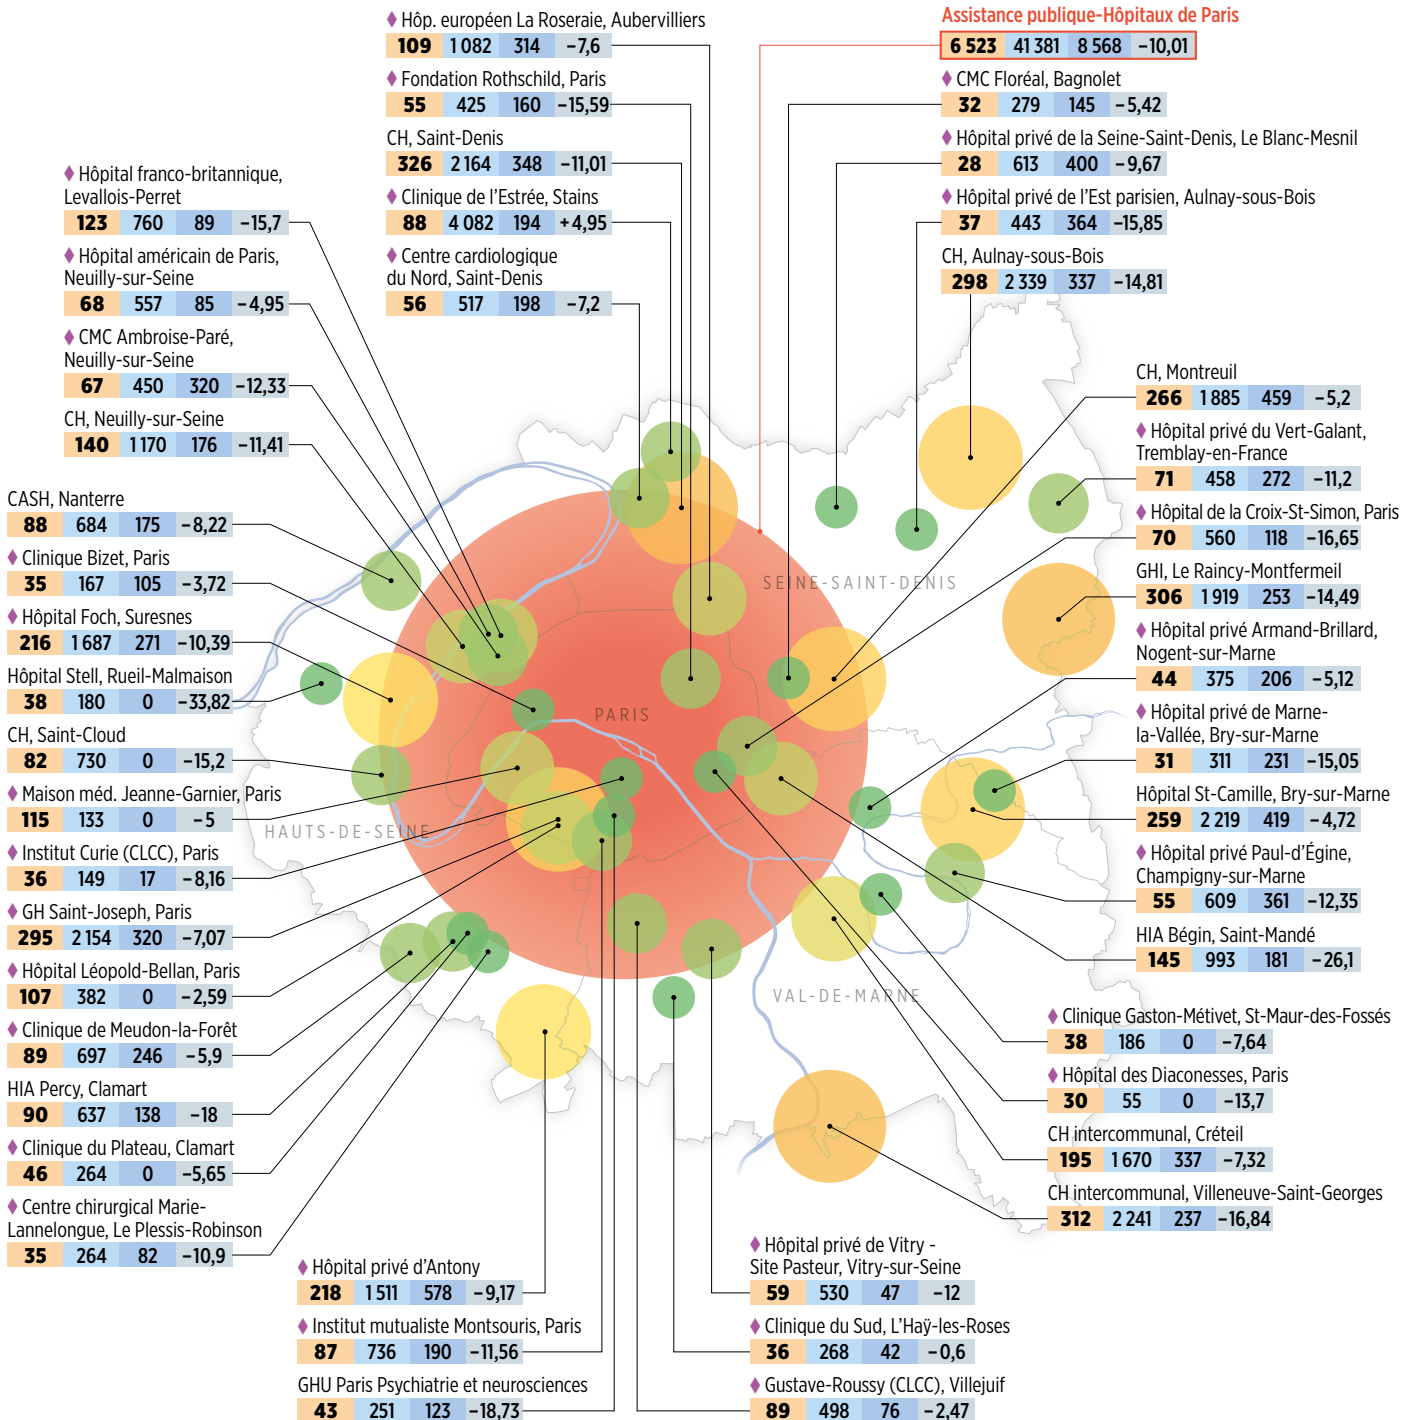 ♦ Hôp. européen La Roseraie, Aubervilliers
109 1 082 314 –7,6
♦ Fondation Rothschild, Paris
55 425 160 –15,59
CH, Saint-Denis
326 2 164 348 –11,01
♦ Clinique de l'Estrée, Stains
88 4 082 194 +4,95
♦ Centre cardiologique
du Nord, Saint-Denis
56 517 198 –7,2
Assistance publique-Hôpitaux de Paris
6 523 41 381 8 568 –10,01
♦ CMC Floréal, Bagnolet
32 279 145 –5,42
♦ Hôpital privé de la Seine-Saint-Denis, Le Blanc-Mesnil
28 613 400 –9,67
♦ Hôpital privé de l'Est parisien, Aulnay-sous-Bois
37 443 364 –15,85
CH, Aulnay-sous-Bois
298 2 339 337 –14,81
♦ Hôpital franco-britannique,
Levallois-Perret
123 760 89 –15,7
♦ Hôpital américain de Paris,
Neuilly-sur-Seine
68 557 85 –4,95
♦ CMC Ambroise-Paré,
Neuilly-sur-Seine
67 450 320 –12,33
CH, Neuilly-sur-Seine
140 1 170 176 –11,41
CASH, Nanterre
88 684 175 –8,22
♦ Clinique Bizet, Paris
35 167 105 –3,72
♦ Hôpital Foch, Suresnes
216 1 687 271 –10,39
Hôpital Stell, Rueil-Malmaison
38 180 0 –33,82
CH, Saint-Cloud
82 730 0 –15,2
♦ Maison méd. Jeanne-Garnier, Paris
115 133 0 –5
♦ Institut Curie (CLCC), Paris
36 149 17 –8,16
♦ GH Saint-Joseph, Paris
295 2 154 320 –7,07
♦ Hôpital Léopold-Bellan, Paris
107 382 0 –2,59
♦ Clinique de Meudon-la-Forêt
89 697 246 –5,9
HIA Percy, Clamart
90 637 138 –18
♦ Clinique du Plateau, Clamart
46 264 0 –5,65
♦ Centre chirurgical Marie-
Lannelongue, Le Plessis-Robinson
35 264 82 –10,9
SEINE-SAINT-DENIS
PARIS
HAUTS-DE-SEINE
VAL-DE-MARNE
CH, Montreuil
266 1 885 459 –5,2
♦ Hôpital privé du Vert-Galant,
Tremblay-en-France
71 458 272 –11,2
♦ Hôpital de la Croix-St-Simon, Paris
70 560 118 –16,65
GHI, Le Raincy-Montfermeil
306 1 919 253 –14,49
♦ Hôpital privé Armand-Brillard,
Nogent-sur-Marne
44 375 206 –5,12
♦ Hôpital privé de Marne-
la-Vallée, Bry-sur-Marne
31 311 231 –15,05
Hôpital St-Camille, Bry-sur-Marne
259 2 219 419 –4,72
♦ Hôpital privé Paul-d'Égine,
Champigny-sur-Marne
55 609 361 –12,35
HIA Bégin, Saint-Mandé
145 993 181 –26,1
♦ Clinique Gaston-Métivet, St-Maur-des-Fossés
38 186 0 –7,64
♦ Hôpital des Diaconesses, Paris
30 55 0 –13,7
CH intercommunal, Créteil
195 1 670 337 –7,32
CH intercommunal, Villeneuve-Saint-Georges
312 2 241 237 –16,84
♦ Hôpital privé d'Antony
218 1 511 578 –9,17
♦ Institut mutualiste Montsouris, Paris
87 736 190 –11,56
GHU Paris Psychiatrie et neurosciences
43 251 123 –18,73
♦ Hôpital privé de Vitry -
Site Pasteur, Vitry-sur-Seine
59 530 47 –12
♦ Clinique du Sud, L'Haÿ-les-Roses
36 268 42 –0,6
♦ Gustave-Roussy (CLCC), Villejuif
89 498 76 –2,47